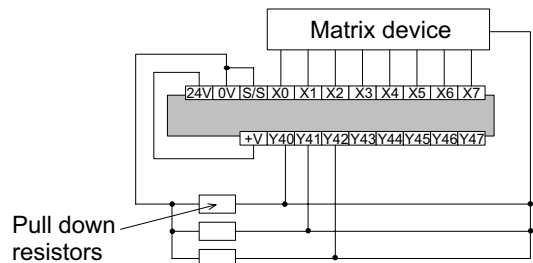 Matrix device
24V 0V S/S X0 X1 X2 X3 X4 X5 X6 X7
+V Y40 Y41 Y42 Y43 Y44 Y45 Y46 Y47
Pull down
resistors